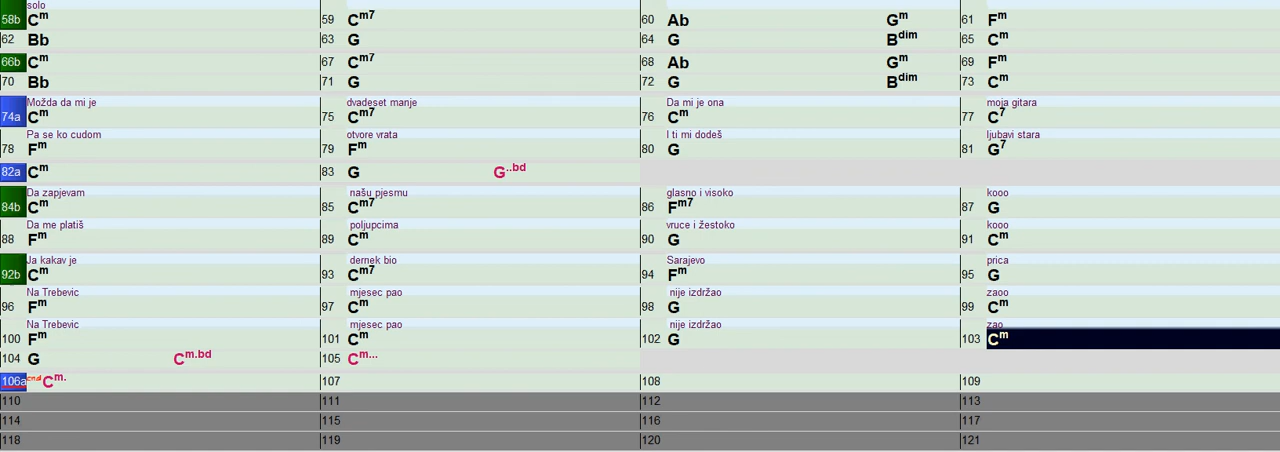 solo
58b Cm 59 Cm7 60 Ab Gm 61 Fm
62 Bb 63 G 64 G Bdim 65 Cm
66b Cm 67 Cm7 68 Ab Gm 69 Fm
70 Bb 71 G 72 G Bdim 73 Cm
Možda da mi je dvadeset manje Da mi je ona moja gitara
74a Cm 75 Cm7 76 Cm 77 C7
Pa se ko cudom otvore vrata I ti mi dodeš ljubavi stara
78 Fm 79 Fm 80 G 81 G7
82a Cm 83 G G..bd
Da zapjevam našu pjesmu glasno i visoko kooo
84b Cm 85 Cm7 86 Fm7 87 G
Da me platiš poljupcima vruce i žestoko kooo
88 Fm 89 Cm 90 G 91 Cm
Ja kakav je dernek bio Sarajevo prica
92b Cm 93 Cm7 94 Fm 95 G
Na Trebevic mjesec pao nije izdržao zaoo
96 Fm 97 Cm 98 G 99 Cm
Na Trebevic mjesec pao nije izdržao zao
100 Fm 101 Cm 102 G 103 Cm
104 G Cm.bd 105 Cm...
106a end Cm. 107 108 109
110 111 112 113
114 115 116 117
118 119 120 121